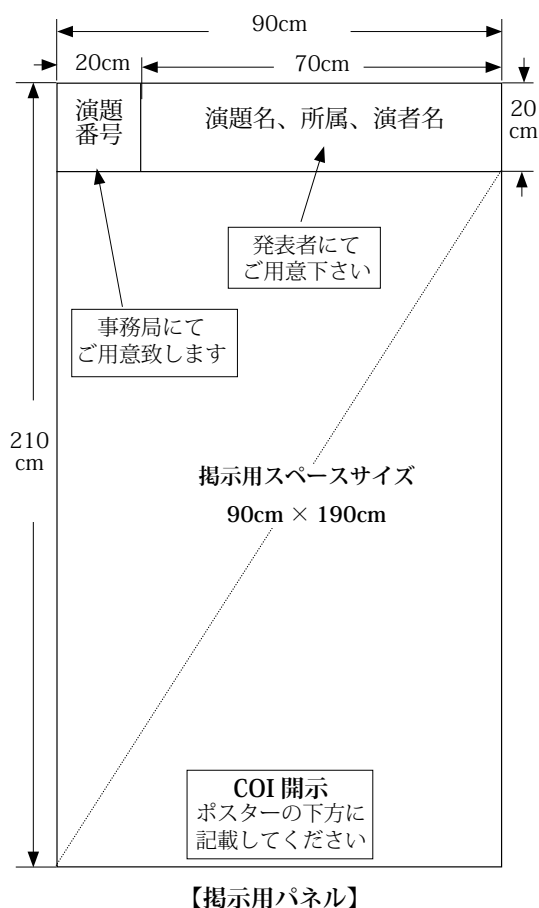 90cm
20cm
70cm
演題
番号
演題名、所属、演者名
20
cm
発表者にて
ご用意下さい
事務局にて
ご用意致します
210
cm
掲示用スペースサイズ
90cm × 190cm
COI 開示
ポスターの下方に
記載してください
【掲示用パネル】